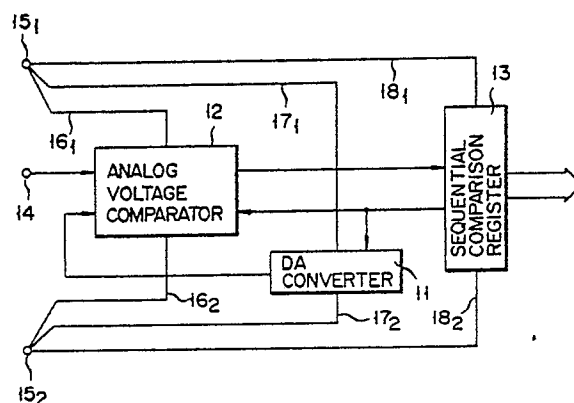 15₁
18₁
13
17₁
16₁
12
ANALOG
VOLTAGE
COMPARATOR
14
SEQUENTIAL
COMPARISON
REGISTER
DA
CONVERTER
11
16₂
17₂
18₂
15₂